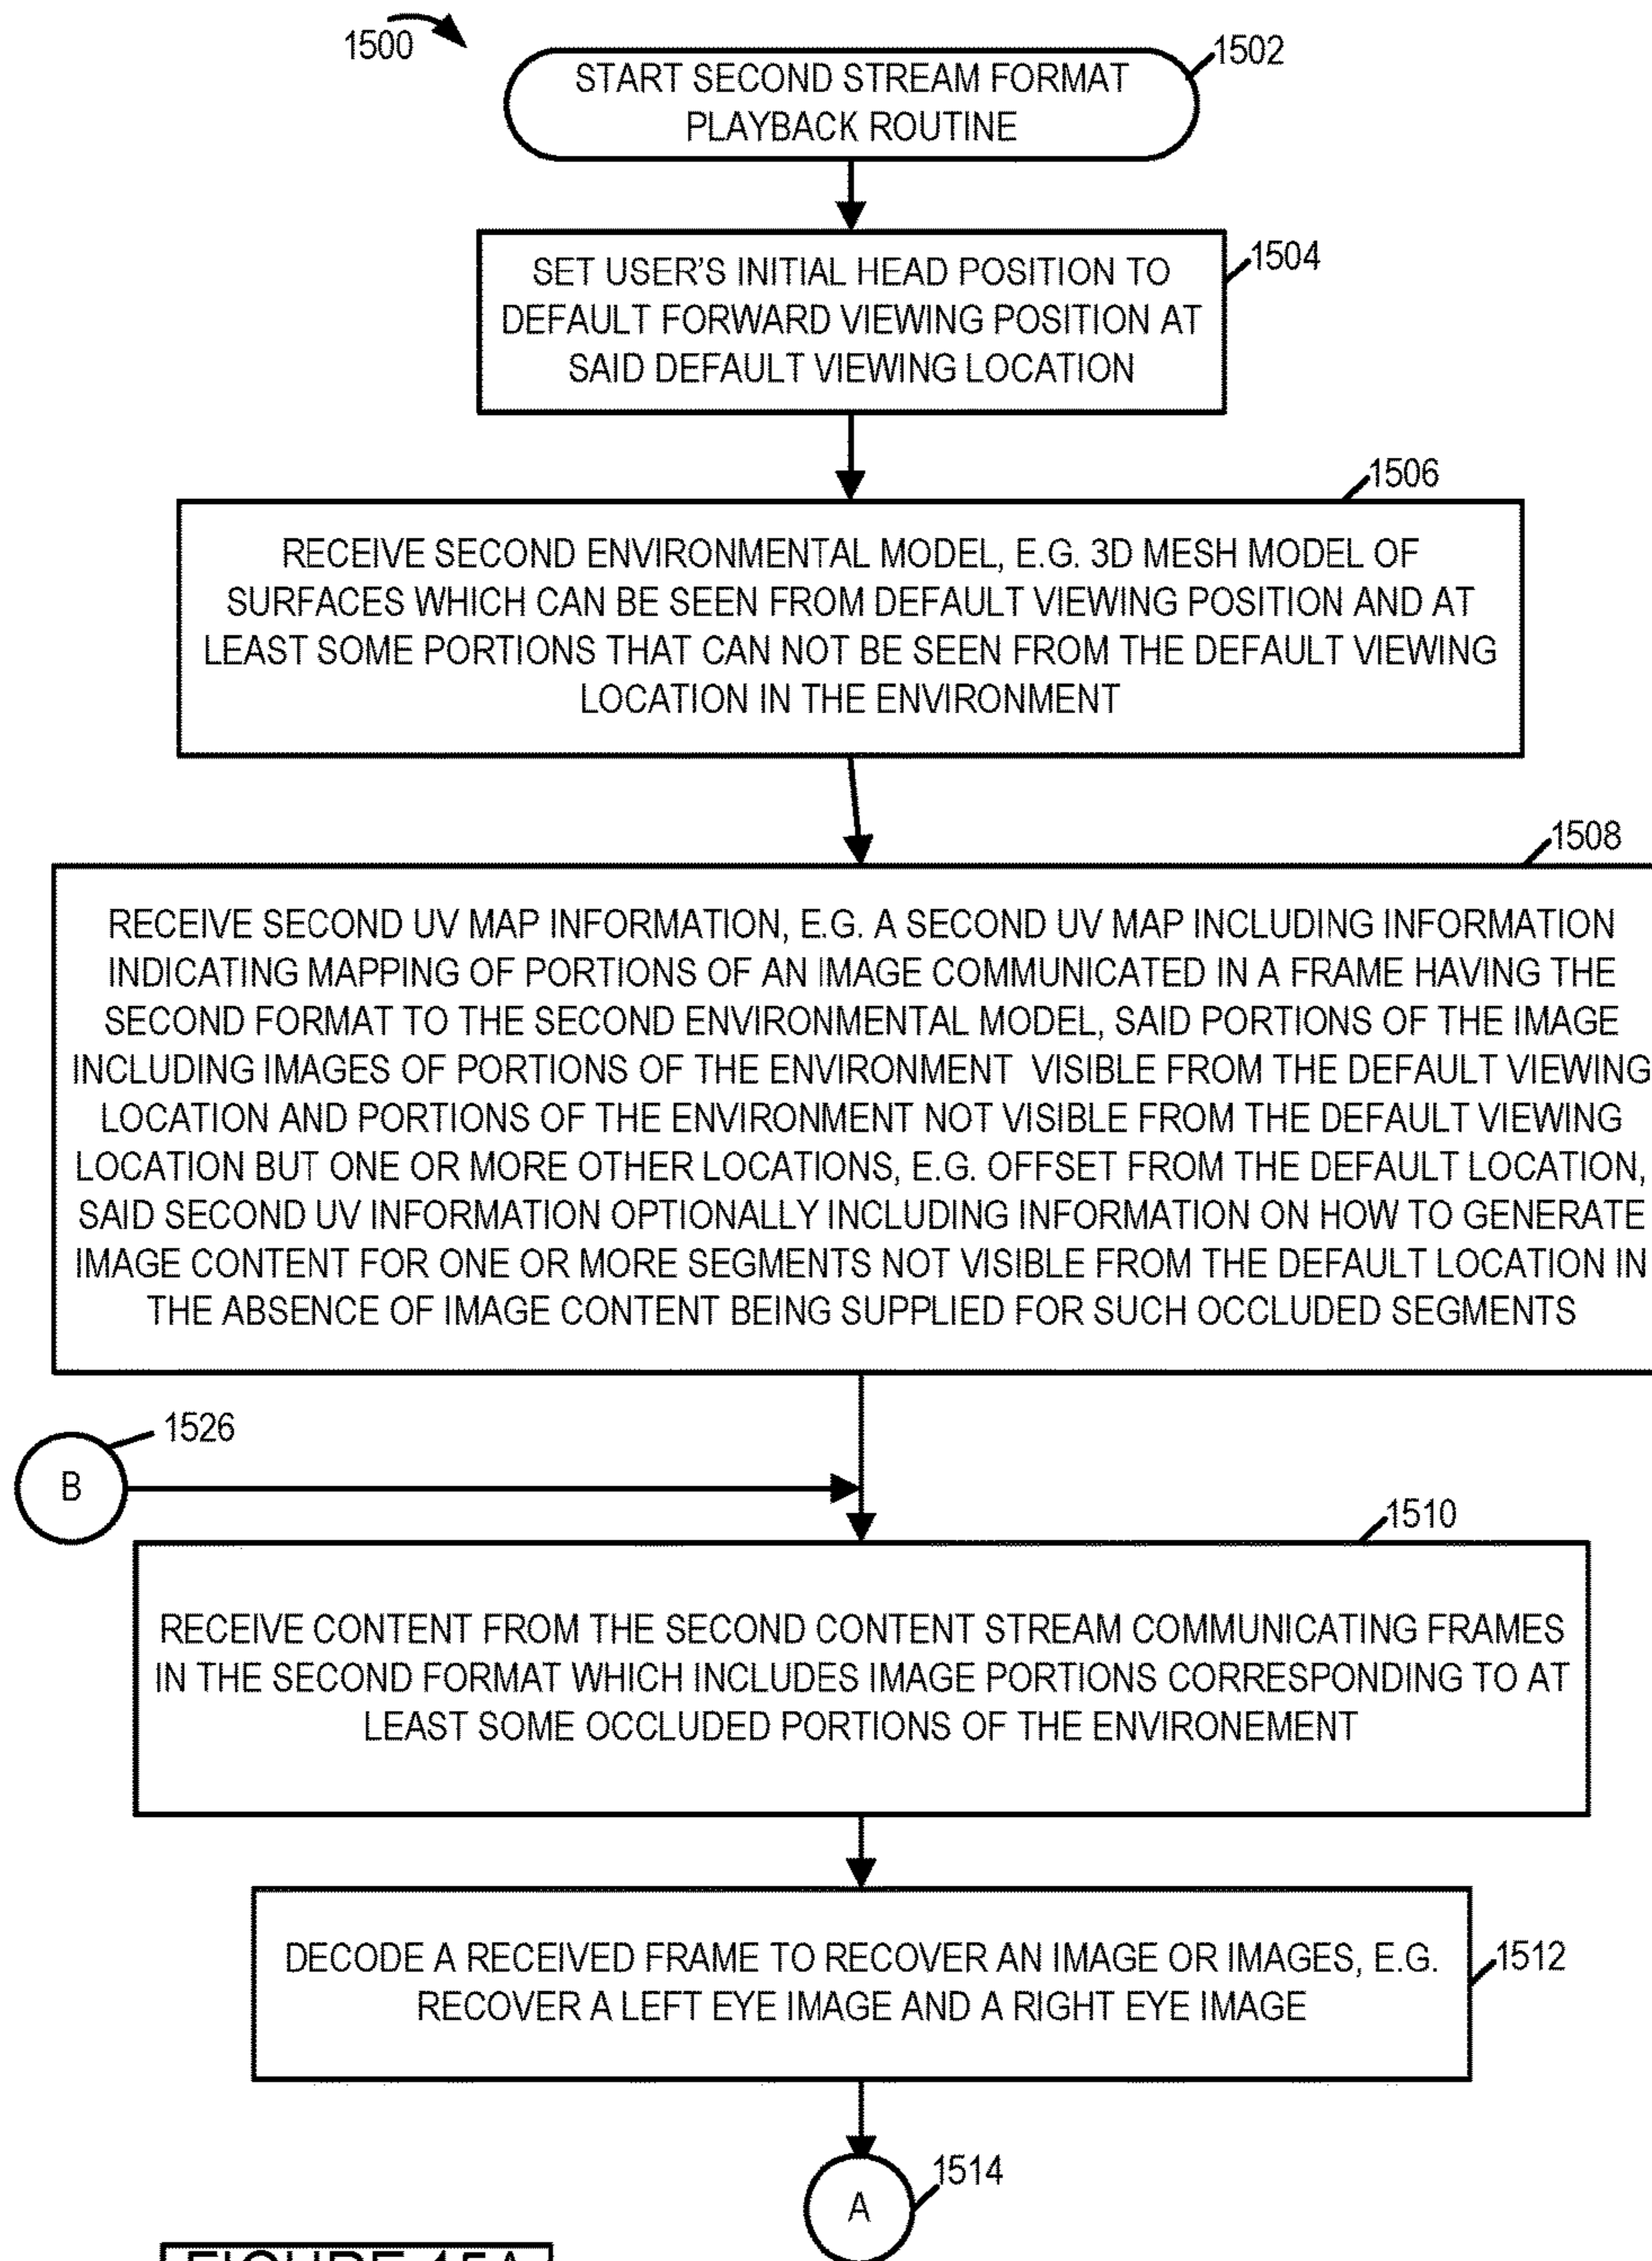 1500
1502
START SECOND STREAM FORMAT
PLAYBACK ROUTINE
1504
SET USER'S INITIAL HEAD POSITION TO
DEFAULT FORWARD VIEWING POSITION AT
SAID DEFAULT VIEWING LOCATION
1506
RECEIVE SECOND ENVIRONMENTAL MODEL, E.G. 3D MESH MODEL OF
SURFACES WHICH CAN BE SEEN FROM DEFAULT VIEWING POSITION AND AT
LEAST SOME PORTIONS THAT CAN NOT BE SEEN FROM THE DEFAULT VIEWING
LOCATION IN THE ENVIRONMENT
1508
RECEIVE SECOND UV MAP INFORMATION, E.G. A SECOND UV MAP INCLUDING INFORMATION
INDICATING MAPPING OF PORTIONS OF AN IMAGE COMMUNICATED IN A FRAME HAVING THE
SECOND FORMAT TO THE SECOND ENVIRONMENTAL MODEL, SAID PORTIONS OF THE IMAGE
INCLUDING IMAGES OF PORTIONS OF THE ENVIRONMENT VISIBLE FROM THE DEFAULT VIEWING
LOCATION AND PORTIONS OF THE ENVIRONMENT NOT VISIBLE FROM THE DEFAULT VIEWING
LOCATION BUT ONE OR MORE OTHER LOCATIONS, E.G. OFFSET FROM THE DEFAULT LOCATION,
SAID SECOND UV INFORMATION OPTIONALLY INCLUDING INFORMATION ON HOW TO GENERATE
IMAGE CONTENT FOR ONE OR MORE SEGMENTS NOT VISIBLE FROM THE DEFAULT LOCATION IN
THE ABSENCE OF IMAGE CONTENT BEING SUPPLIED FOR SUCH OCCLUDED SEGMENTS
1526
B
1510
RECEIVE CONTENT FROM THE SECOND CONTENT STREAM COMMUNICATING FRAMES
IN THE SECOND FORMAT WHICH INCLUDES IMAGE PORTIONS CORRESPONDING TO AT
LEAST SOME OCCLUDED PORTIONS OF THE ENVIRONEMENT
DECODE A RECEIVED FRAME TO RECOVER AN IMAGE OR IMAGES, E.G.
RECOVER A LEFT EYE IMAGE AND A RIGHT EYE IMAGE
1512
1514
A
FIGURE 15A